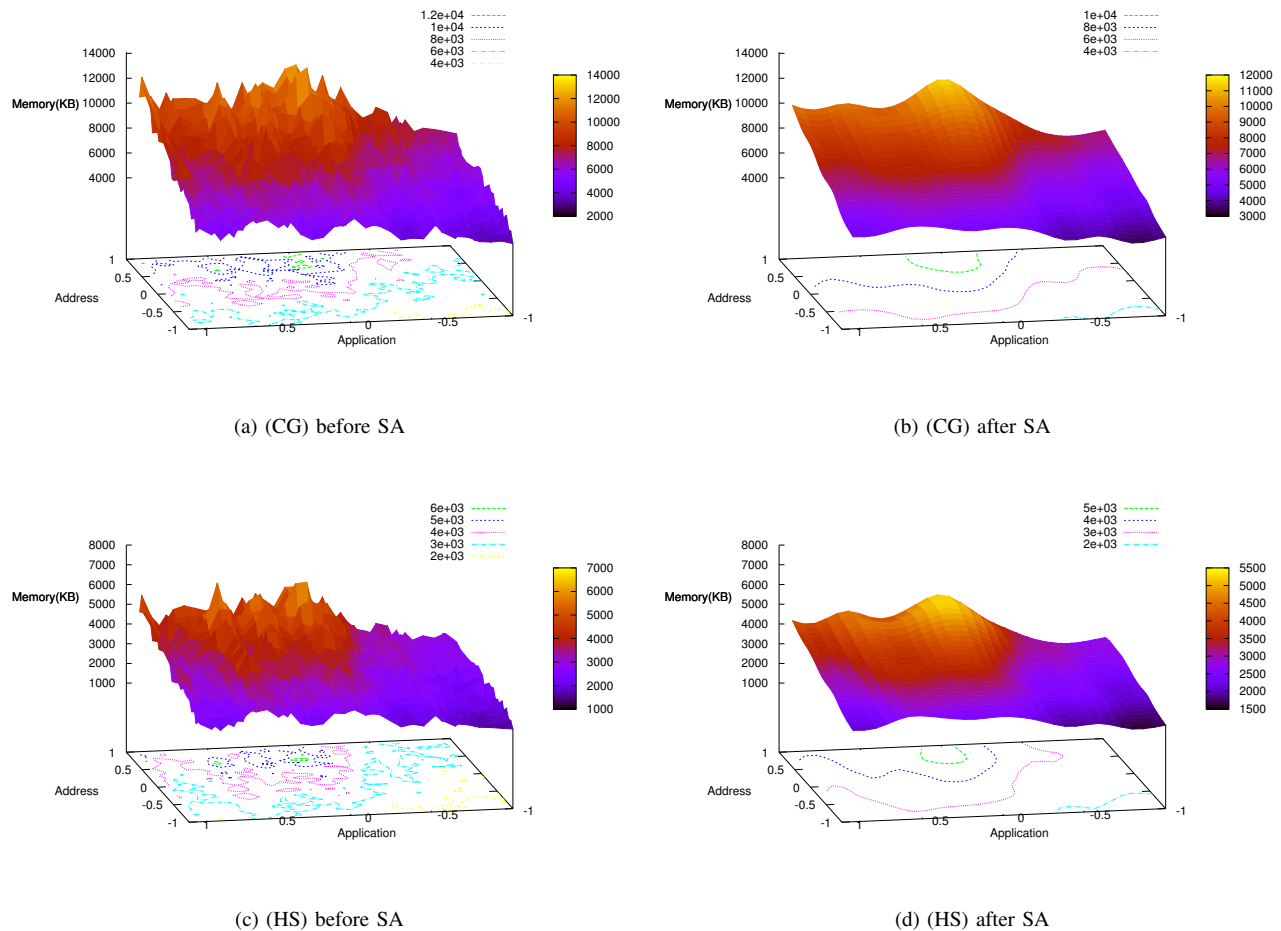 1.2e+04
1e+04
8e+03
6e+03
4e+03
14000
12000
Memory(KB)
10000
8000
6000
4000
14000
12000
10000
8000
6000
4000
2000
1
0.5
Address
0
-0.5
-1
1
0.5
0
-0.5
-1
Application
(a) (CG) before SA
1e+04
8e+03
6e+03
4e+03
14000
12000
Memory(KB)
10000
8000
6000
4000
12000
11000
10000
9000
8000
7000
6000
5000
4000
3000
1
0.5
Address
0
-0.5
-1
1
0.5
0
-0.5
-1
Application
(b) (CG) after SA
6e+03
5e+03
4e+03
3e+03
2e+03
8000
7000
6000
Memory(KB)
5000
4000
3000
2000
1000
7000
6000
5000
4000
3000
2000
1000
1
0.5
Address
0
-0.5
-1
1
0.5
0
-0.5
-1
Application
(c) (HS) before SA
5e+03
4e+03
3e+03
2e+03
8000
7000
6000
Memory(KB)
5000
4000
3000
2000
1000
5500
5000
4500
4000
3500
3000
2500
2000
1500
1
0.5
Address
0
-0.5
-1
1
0.5
0
-0.5
-1
Application
(d) (HS) after SA